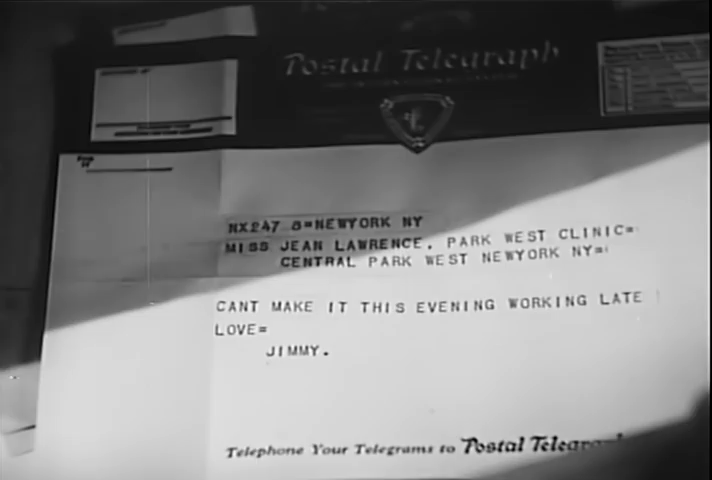 Postal Telegraph
NX247 8=NEWYORK NY
MISS JEAN LAWRENCE, PARK WEST CLINIC=
CENTRAL PARK WEST NEWYORK NY=
CANT MAKE IT THIS EVENING WORKING LATE
LOVE=
JIMMY.
Telephone Your Telegrams to Postal Telegraph